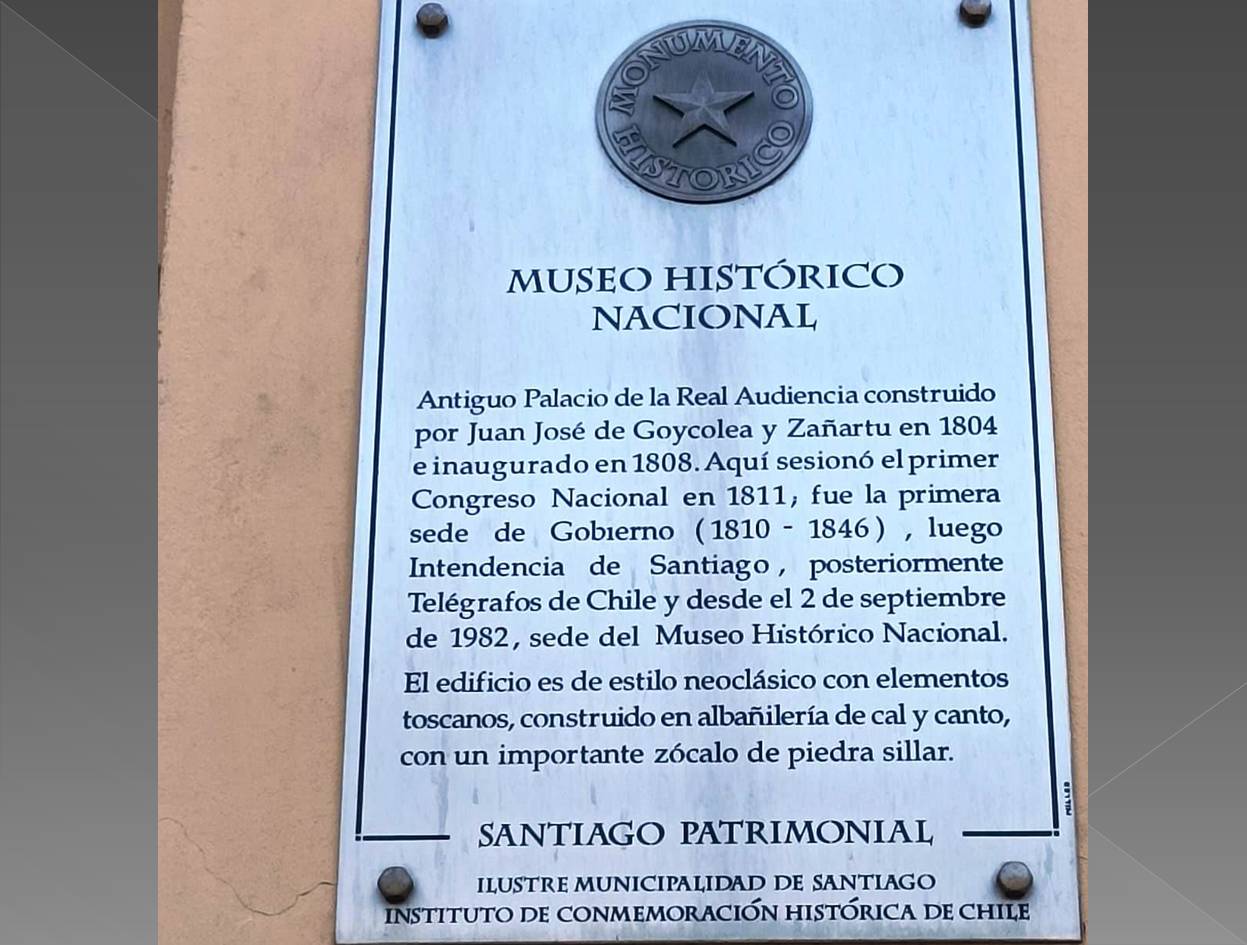 MONUMENTO
HISTORICO
MUSEO HISTÓRICO
NACIONAL
Antiguo Palacio de la Real Audiencia construido
por Juan José de Goycolea y Zañartu en 1804
e inaugurado en 1808. Aquí sesionó el primer
Congreso Nacional en 1811; fue la primera
sede de Gobierno (1810 - 1846) , luego
Intendencia de Santiago , posteriormente
Telégrafos de Chile y desde el 2 de septiembre
de 1982, sede del Museo Histórico Nacional.
El edificio es de estilo neoclásico con elementos
toscanos, construido en albañilería de cal y canto,
con un importante zócalo de piedra sillar.
MILLED
SANTIAGO PATRIMONIAL
ILUSTRE MUNICIPALIDAD DE SANTIAGO
INSTITUTO DE CONMEMORACIÓN HISTÓRICA DE CHILE